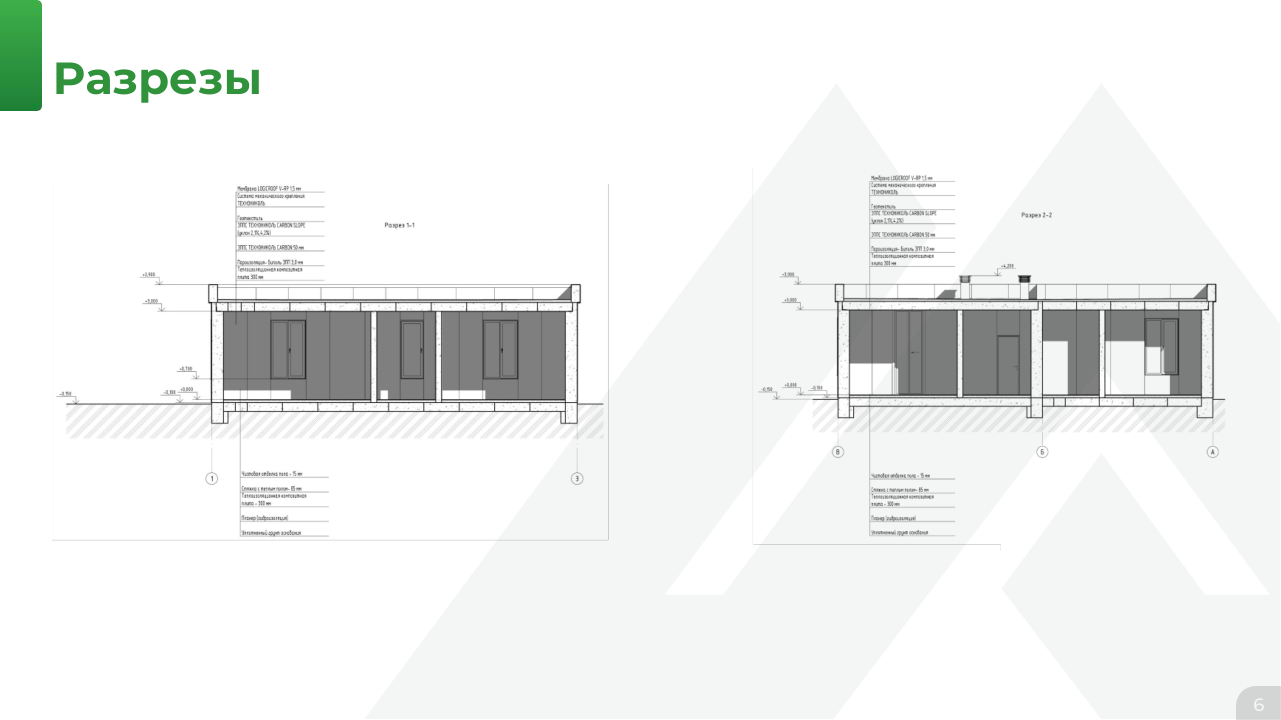 Разрезы
Мембрана LOGICROOF V-RP 1,5 мм
Система механического крепления
ТЕХНОНИКОЛЬ
Геотекстиль
ЭППС ТЕХНОНИКОЛЬ CARBON SLOPE
(уклон 2,1%;4,2%)
ЭППС ТЕХНОНИКОЛЬ CARBON 50 мм
Пароизоляция- Биполь ЭПП 3,0 мм
Теплоизоляционная композитная
плита 300 мм
Разрез 1-1
+3,900
+3,000
+0,700
+0,000
-0,100
-0,150
1
3
Чистовая отделка пола - 15 мм
Стяжка с теплым полом- 85 мм
Теплоизоляционная композитная
плита - 300 мм
Планер (гидроизоляция)
Уплотненный грунт основания
Мембрана LOGICROOF V-RP 1,5 мм
Система механического крепления
ТЕХНОНИКОЛЬ
Геотекстиль
ЭППС ТЕХНОНИКОЛЬ CARBON SLOPE
(уклон 2,1%;4,2%)
ЭППС ТЕХНОНИКОЛЬ CARBON 50 мм
Пароизоляция- Биполь ЭПП 3,0 мм
Теплоизоляционная композитная
плита 300 мм
Разрез 2-2
+4,200
+3,900
+3,000
+0,000
-0,100
-0,150
В
Б
А
Чистовая отделка пола - 15 мм
Стяжка с теплым полом- 85 мм
Теплоизоляционная композитная
плита - 300 мм
Планер (гидроизоляция)
Уплотненный грунт основания
6